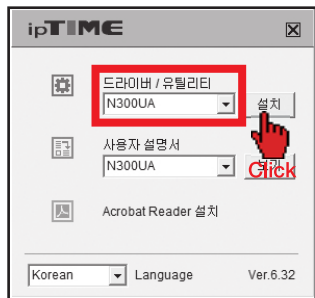 ipTIME
드라이버 / 유틸리티
N300UA 설치
사용자 설명서
N300UA
Click
Acrobat Reader 설치
Korean Language Ver.6.32